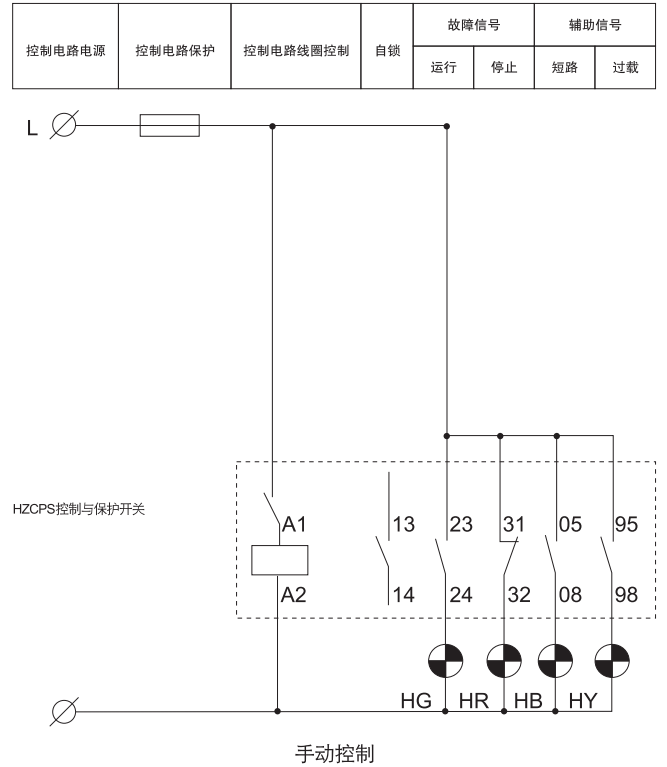 控制电路电源 控制电路保护 控制电路线圈控制 自锁 故障信号 辅助信号
运行 停止 短路 过载
L
HZCPS控制与保护开关
A1 13 23 31 05 95
A2 14 24 32 08 98
HG HR HB HY
手动控制